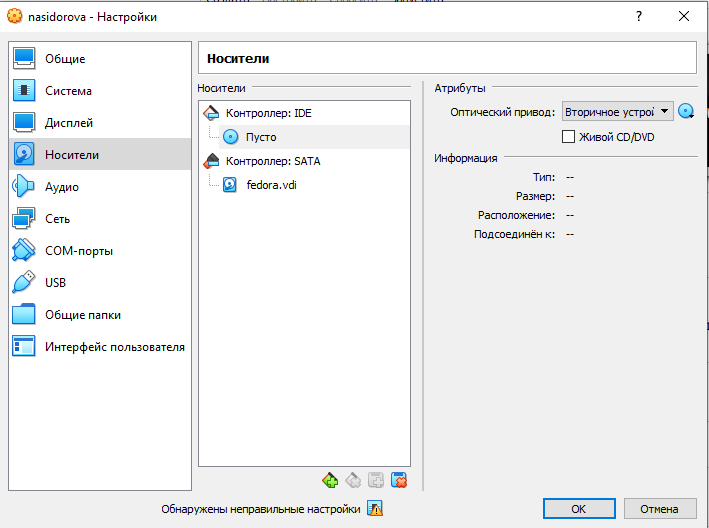 nasidorova - Настройки
Общие
Система
Дисплей
Носители
Аудио
Сеть
COM-порты
USB
Общие папки
Интерфейс пользователя
Носители
Носители
Контроллер: IDE
Пусто
Контроллер: SATA
fedora.vdi
Атрибуты
Оптический привод: Вторичное устрой
Живой CD/DVD
Информация
Тип: --
Размер: --
Расположение: --
Подсоединён к: --
Обнаружены неправильные настройки
OK
Отмена